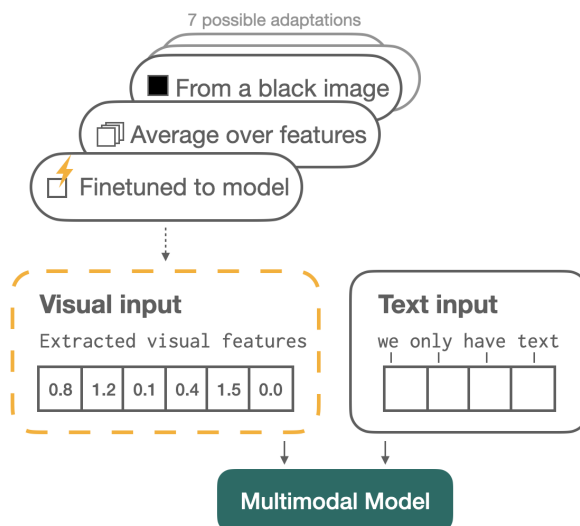 7 possible adaptations
From a black image
Average over features
Finetuned to model
Visual input
Extracted visual features
0.8 1.2 0.1 0.4 1.5 0.0
Text input
we only have text
Multimodal Model